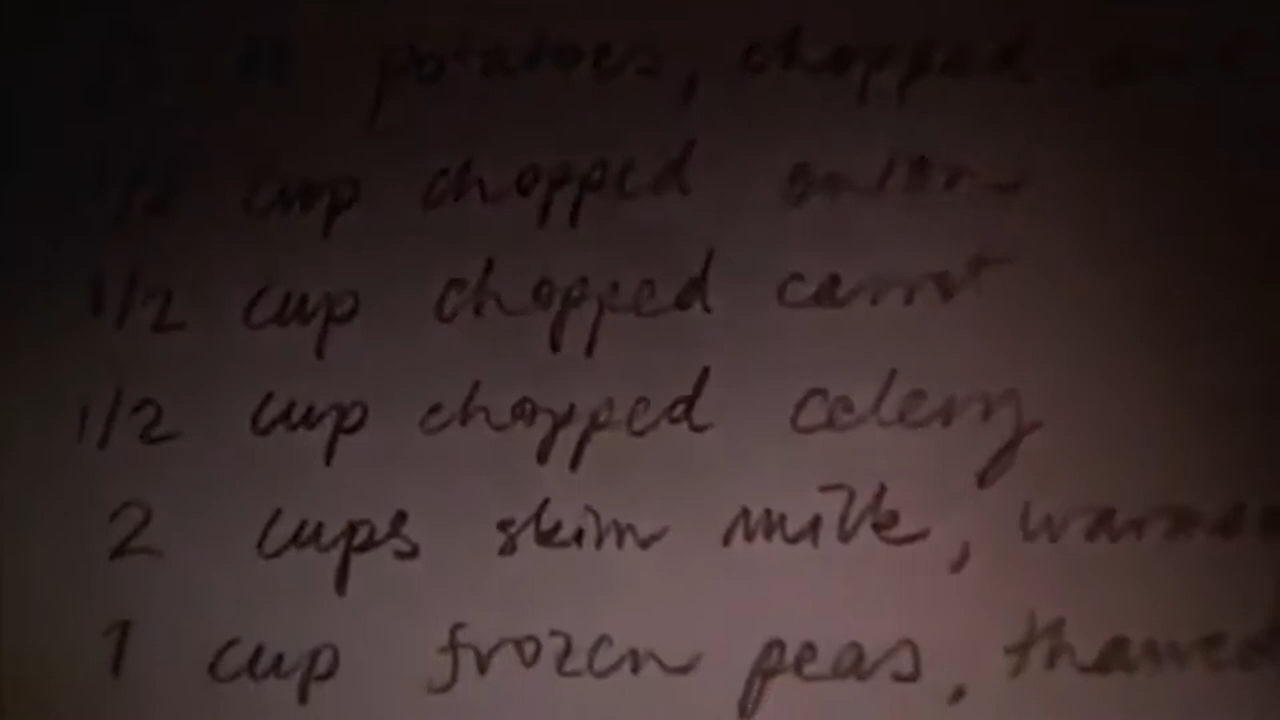 potatoes, chopped
cup chopped onion
1/2 cup chopped carrot
1/2 cup chopped celery
2 cups skim milk,
1 cup frozen peas, thawed